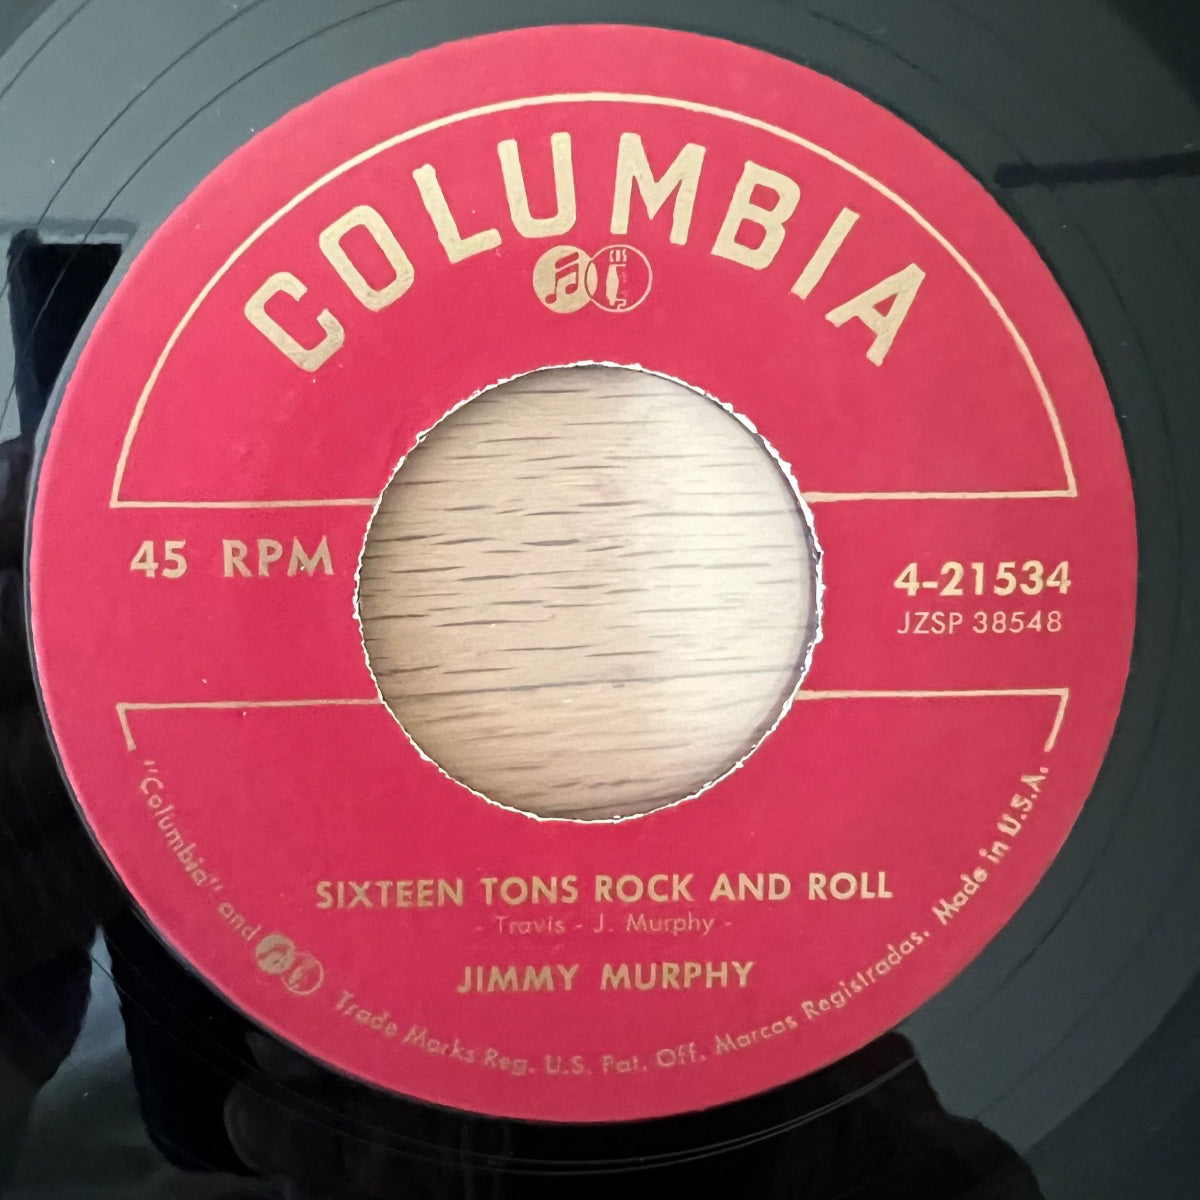 COLUMBIA
CBS
45 RPM
4-21534
JZSP 38548
SIXTEEN TONS ROCK AND ROLL
- Travis - J. Murphy -
JIMMY MURPHY
"Columbia" and Trade Marks Reg. U.S. Pat. Off. Marcas Registradas. Made in U.S.A.